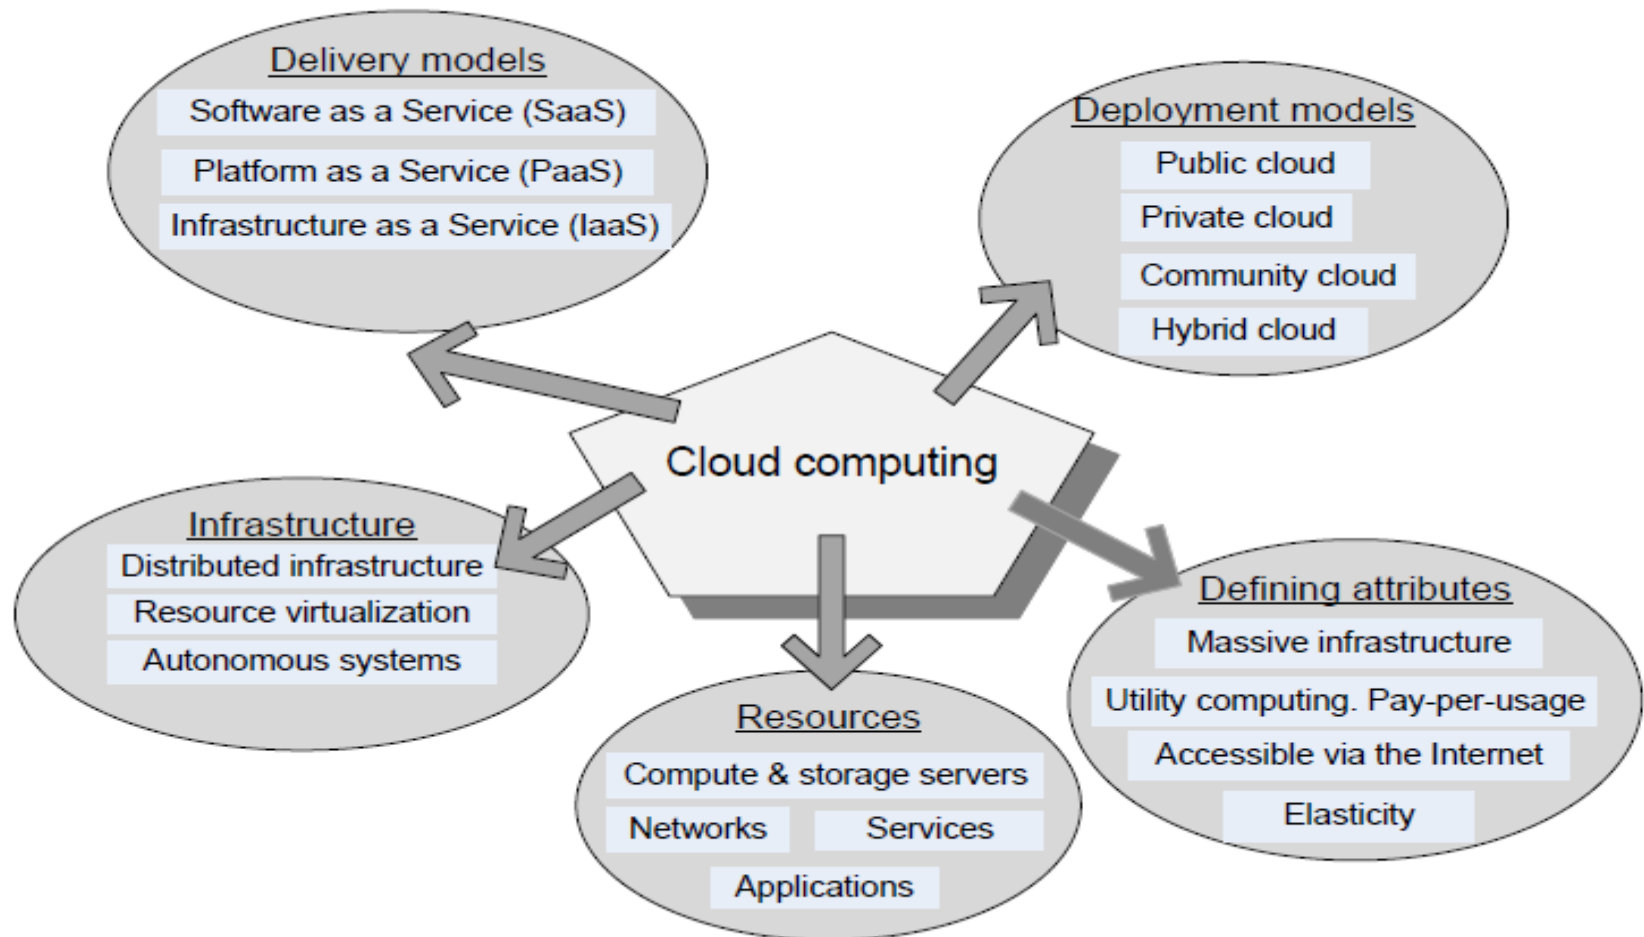 Delivery models
Software as a Service (SaaS)
Platform as a Service (PaaS)
Infrastructure as a Service (IaaS)
Deployment models
Public cloud
Private cloud
Community cloud
Hybrid cloud
Cloud computing
Infrastructure
Distributed infrastructure
Resource virtualization
Autonomous systems
Resources
Compute & storage servers
Networks Services
Applications
Defining attributes
Massive infrastructure
Utility computing. Pay-per-usage
Accessible via the Internet
Elasticity